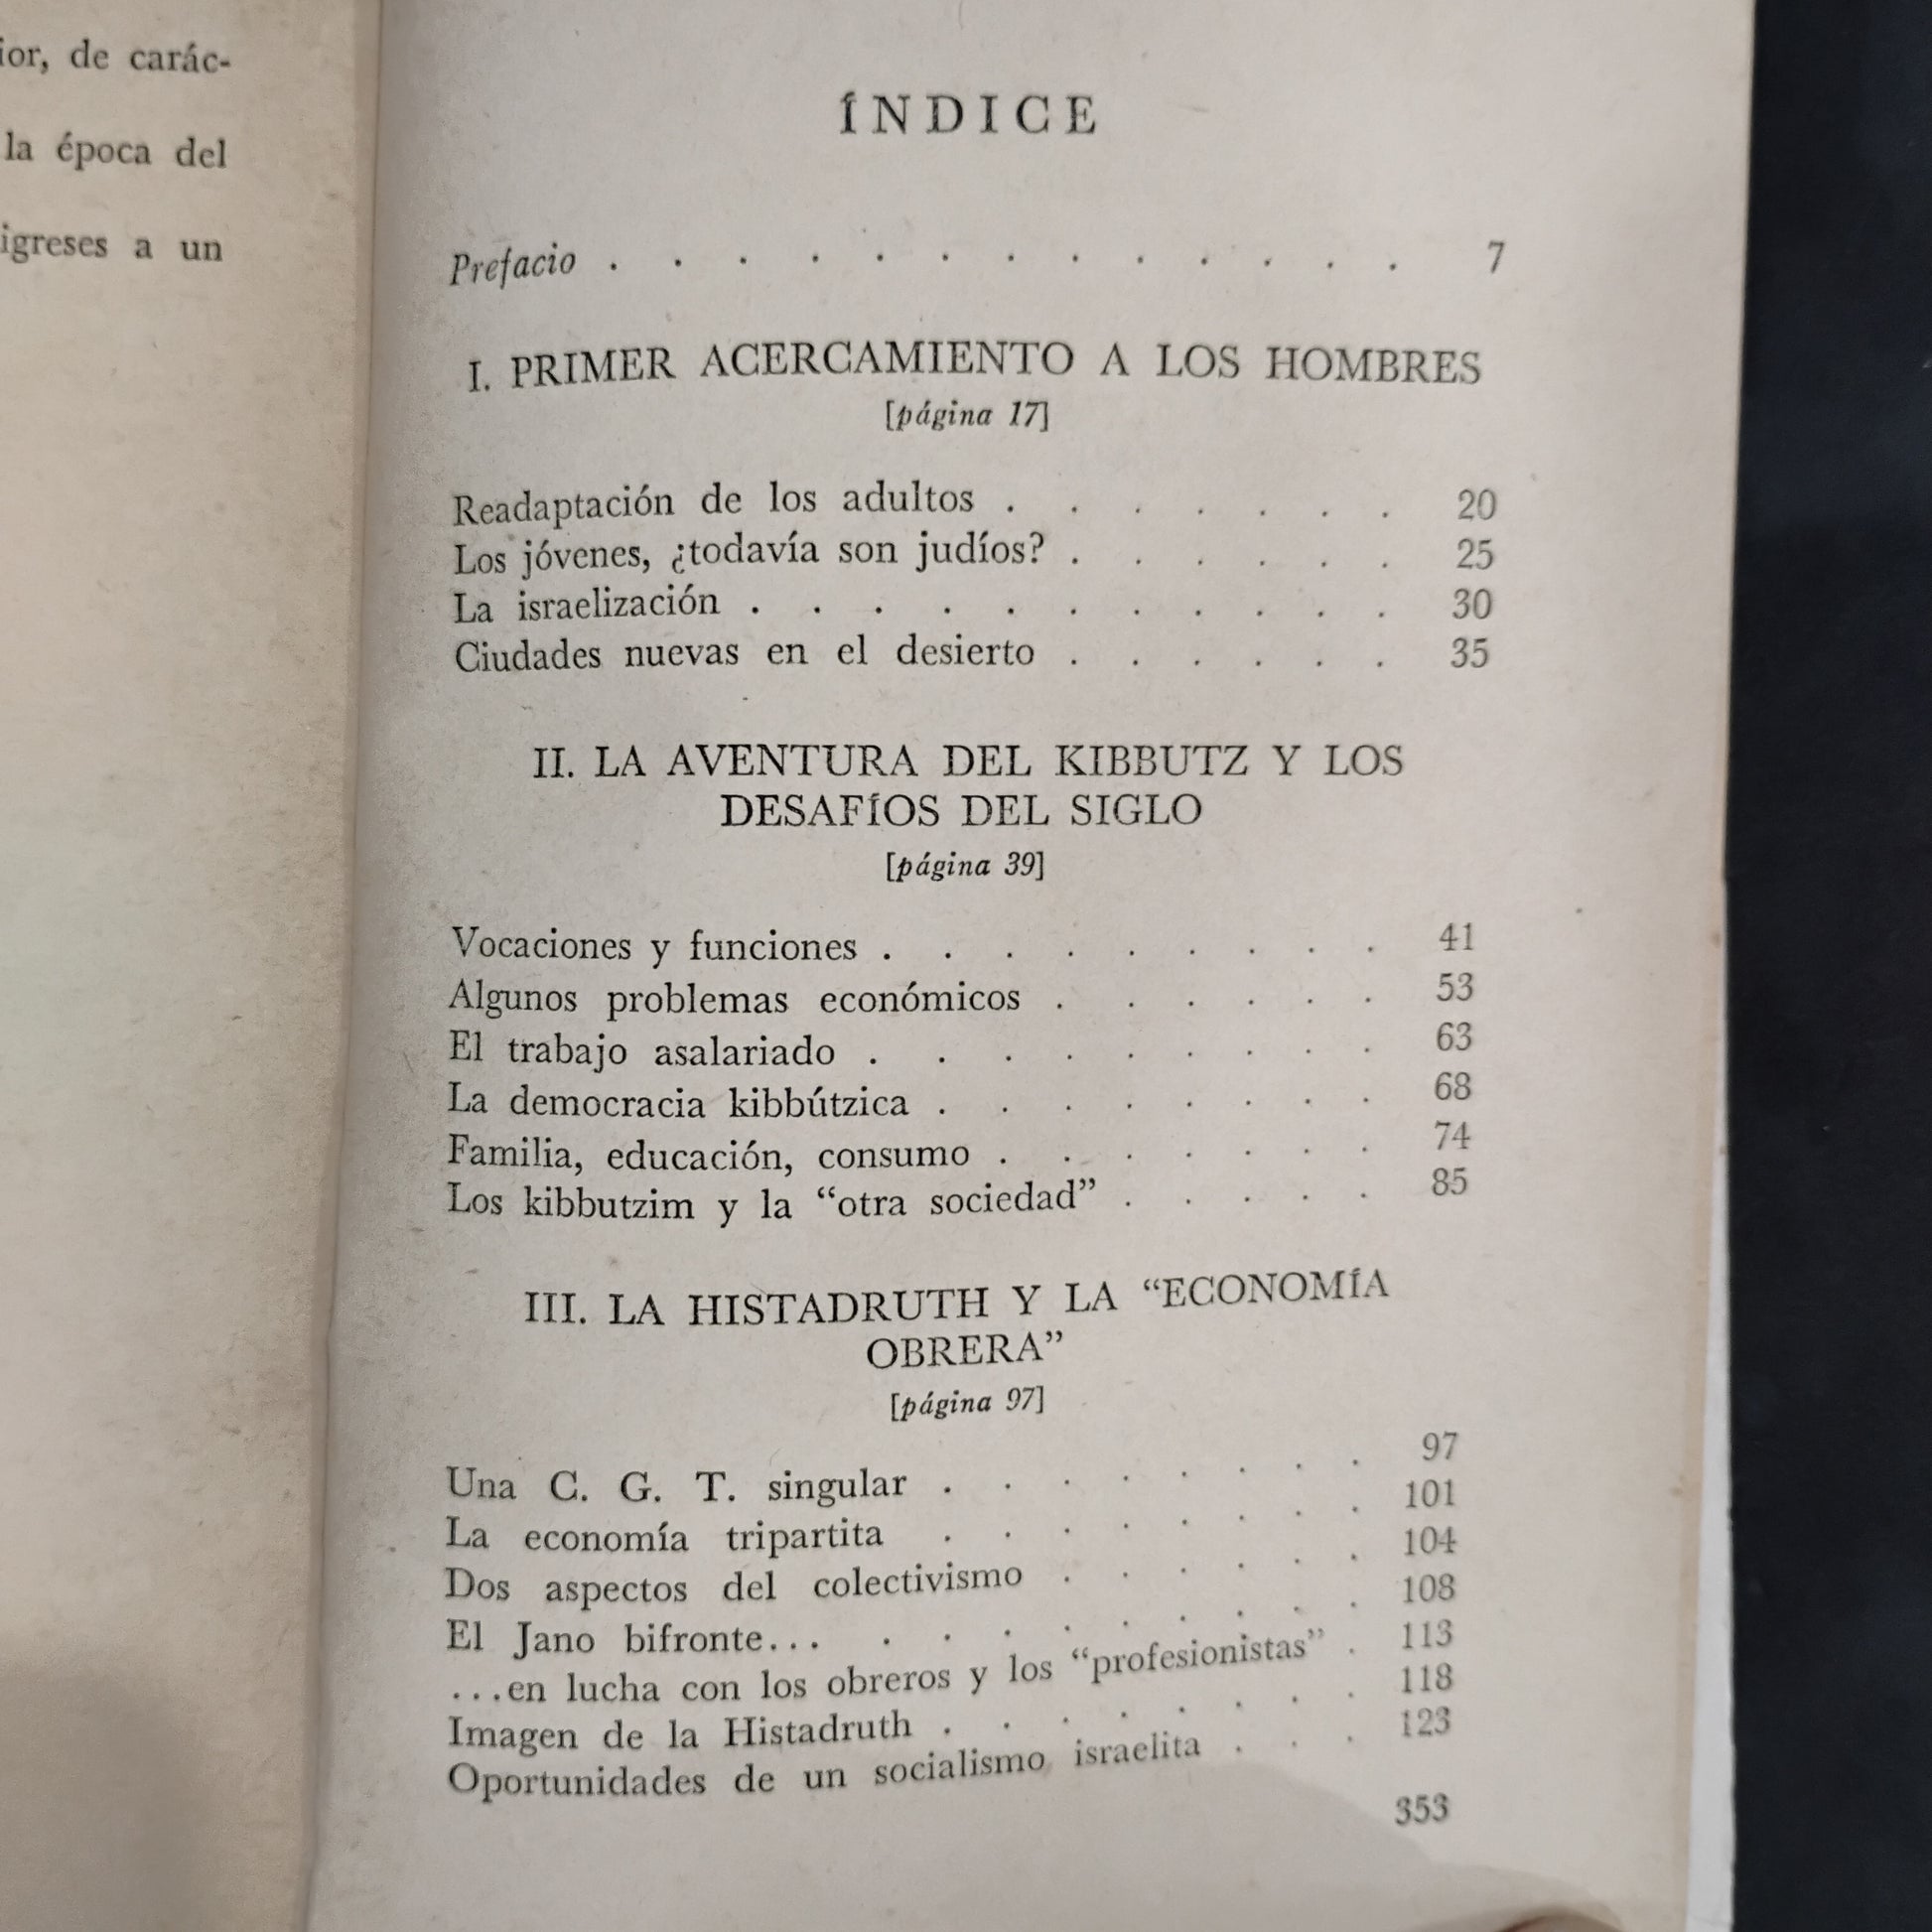 ior, de carác-
la época del
igreses a un
ÍNDICE
Prefacio . . . . . . . . . . . . . 7
I. PRIMER ACERCAMIENTO A LOS HOMBRES
[página 17]
Readaptación de los adultos . . . . . . . 20
Los jóvenes, ¿todavía son judíos? . . . . . . 25
La israelización . . . . . . . . . . . 30
Ciudades nuevas en el desierto . . . . . . 35
II. LA AVENTURA DEL KIBBUTZ Y LOS
DESAFÍOS DEL SIGLO
[página 39]
Vocaciones y funciones . . . . . . . . . 41
Algunos problemas económicos . . . . . . 53
El trabajo asalariado . . . . . . . . . 63
La democracia kibbútzica . . . . . . . . 68
Familia, educación, consumo . . . . . . . 74
Los kibbutzim y la “otra sociedad” . . . . . 85
III. LA HISTADRUTH Y LA “ECONOMÍA
OBRERA”
[página 97]
Una C. G. T. singular . . . . . . . . 97
La economía tripartita . . . . . . . . 101
Dos aspectos del colectivismo . . . . . . 104
El Jano bifronte... . . . . . . . . . 108
...en lucha con los obreros y los “profesionistas” . 113
Imagen de la Histadruth . . . . . . . . 118
Oportunidades de un socialismo israelita . . . 123
353